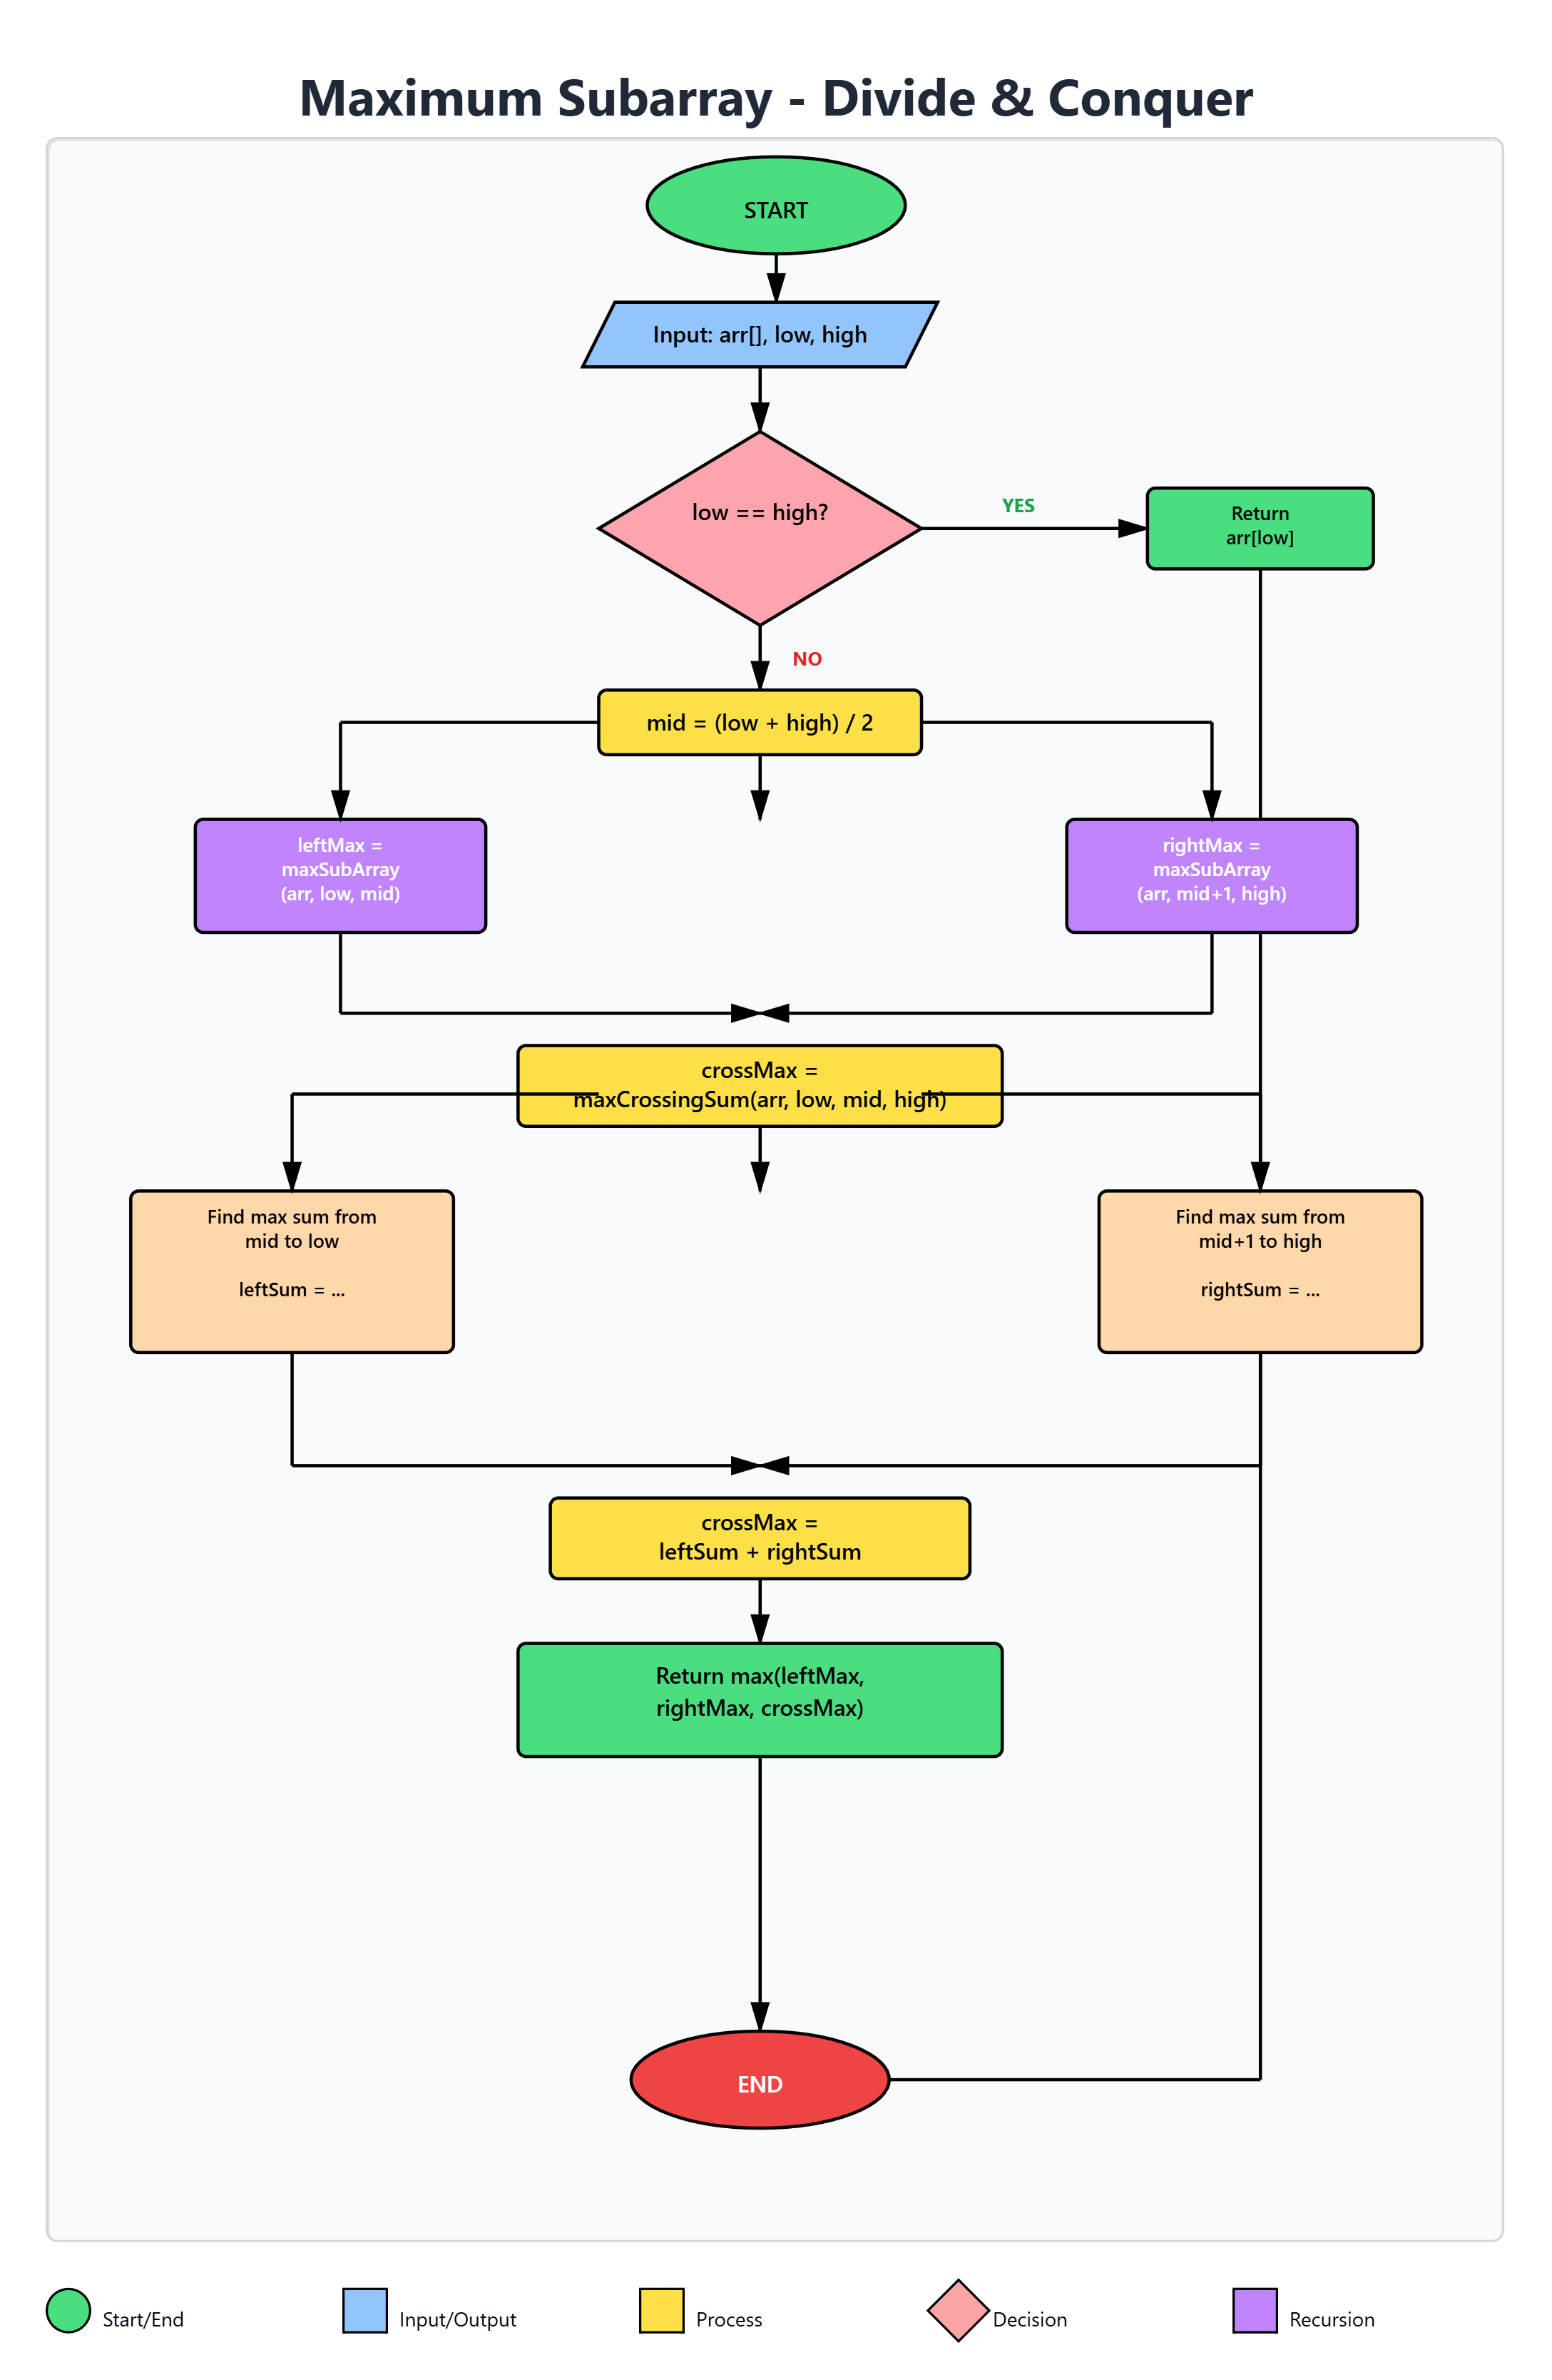 Maximum Subarray - Divide & Conquer
START
Input: arr[], low, high
low == high?
YES
Return
arr[low]
NO
mid = (low + high) / 2
leftMax =
maxSubArray
(arr, low, mid)
rightMax =
maxSubArray
(arr, mid+1, high)
crossMax =
maxCrossingSum(arr, low, mid, high)
Find max sum from
mid to low
leftSum = ...
Find max sum from
mid+1 to high
rightSum = ...
crossMax =
leftSum + rightSum
Return max(leftMax,
rightMax, crossMax)
END
Start/End
Input/Output
Process
Decision
Recursion